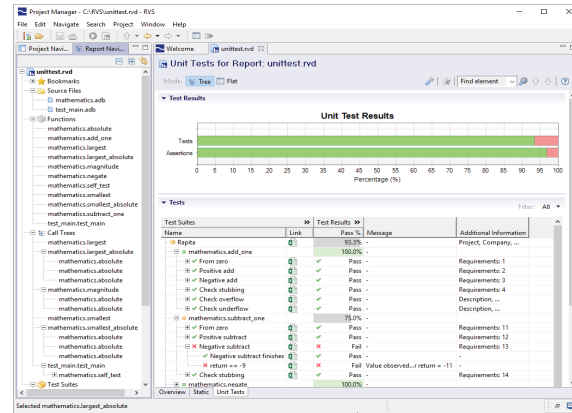 Project Manager - C:\RVS\unittest.rvd - RVS
File Edit Navigate Search Project Window Help
Project Navi... Report Navi...
unittest.rvd
Bookmarks
Source Files
mathematics.adb
test_main.adb
Functions
mathematics.absolute
mathematics.add_one
mathematics.largest
mathematics.largest_absolute
mathematics.magnitude
mathematics.negate
mathematics.self_test
mathematics.smallest
mathematics.smallest_absolute
mathematics.subtract_one
test_main.test_main
Call Trees
mathematics.largest
mathematics.largest_absolute
mathematics.absolute
mathematics.absolute
mathematics.magnitude
mathematics.absolute
mathematics.absolute
mathematics.smallest
mathematics.smallest_absolute
mathematics.absolute
mathematics.absolute
test_main.test_main
mathematics.self_test
Test Suites
Welcome unittest.rvd
Unit Tests for Report: unittest.rvd
Mode: Tree Flat Find element
Test Results
Unit Test Results
Tests
Assertions
0 5 10 15 20 25 30 35 40 45 50 55 60 65 70 75 80 85 90 95 100
Percentage (%)
Tests
Filter: All
Test Suites >> Test Results >>
Name Link Pass % Message Additional Information
Rapita 93.3% - Project, Company, ...
mathematics.add_one 100.0% -
From zero Pass - Requirements: 1
Positive add Pass - Requirements: 2
Negative add Pass - Requirements: 3
Check stubbing Pass - Requirements: 4
Check overflow Pass - Description, ...
Check underflow Pass - Description, ...
mathematics.subtract_one 75.0% -
From zero Pass - Requirements: 11
Positive subtract Pass - Requirements: 12
Negative subtract Fail - Requirements: 13
Negative subtract finishes Pass - -
return == -9 Fail Value observed...r return = -11 -
Check stubbing Pass - Requirements: 14
mathematics.negate 100.0% -
Overview Static Unit Tests
Selected mathematics.largest_absolute